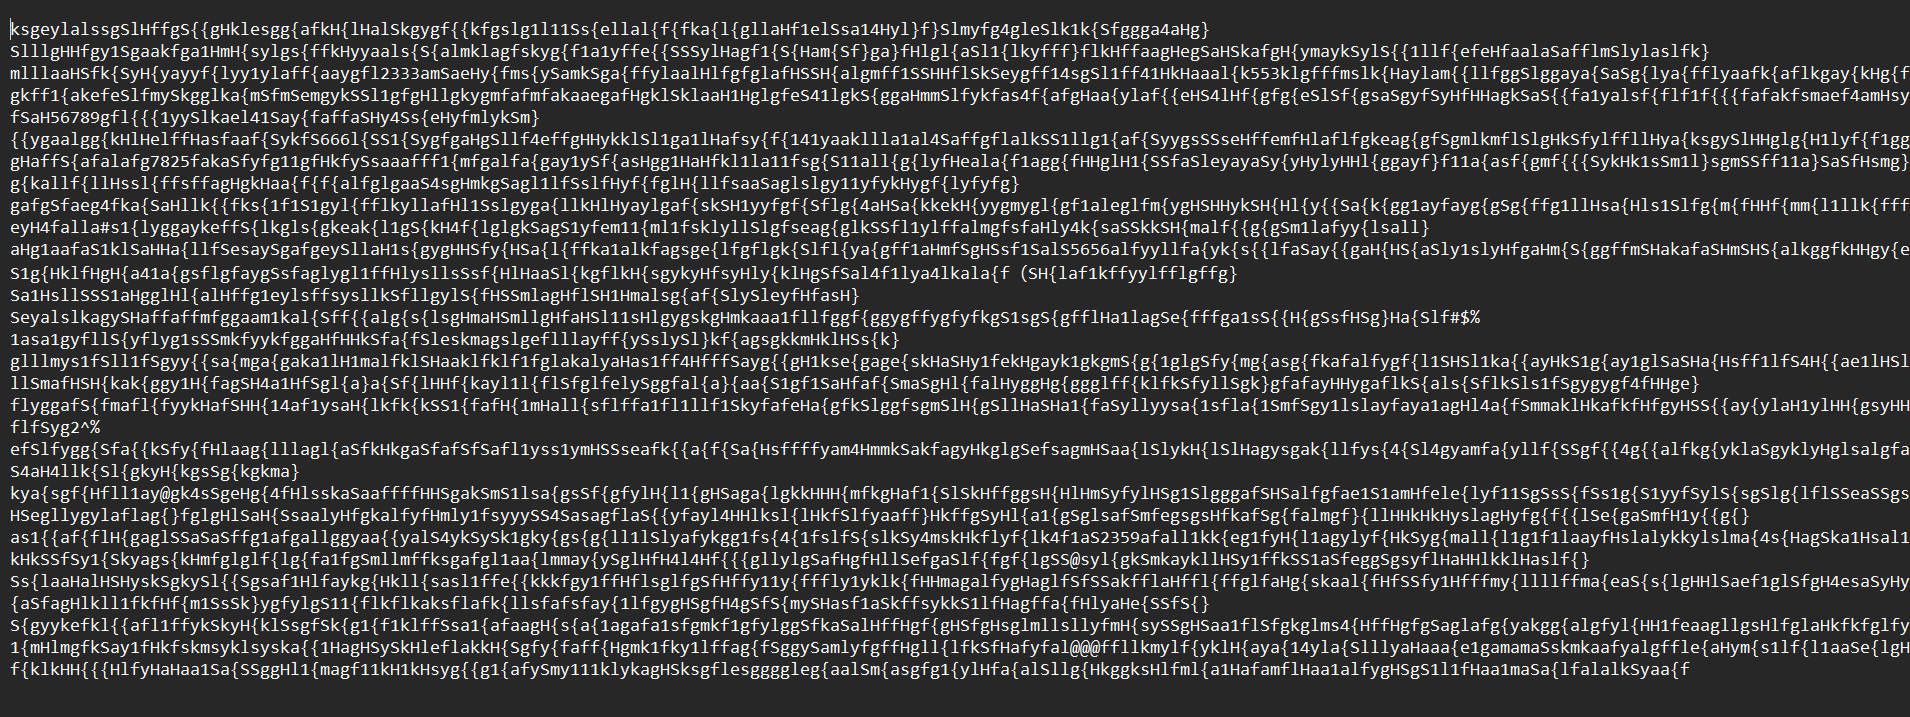 ksgeylalssgSlHffgS{{gHklesgg{afkH{lHalSkgygf{{kfgslg1l11Ss{ellal{f{fka{l{gllaHf1elSsa14Hyl}f}Slmyfg4gleSlk1k{Sfggga4aHg}
SlllgHHfgy1Sgaakfga1HmH{sylgs{ffkHyyaals{S{almklagfskyg{f1a1yffe{{SSSylHagf1{S{Ham{Sf}ga}fHlgl{aSl1{lkyfff}flkHffaagHegSaHSkafgH{ymaykSylS{{1llf{efeHfaalaSafflmSlylaslfk}
mlllaaHSfk{SyH{yayyf{lyy1ylaff{aaygfl2333amSaeHy{fms{ySamkSga{ffylaalHlfgfglafHSSH{algmff1SSHHflSkSeygff14sgSl1ff41HkHaaal{k553klgfffmslk{Haylam{{llfggSlggaya{SaSg{lya{fflyaafk{aflkgay{kHg{f
gkff1{akefeSlfmySkgglka{mSfmSemgykSSl1gfgHllgkygmfafmfakaaegafHgklSklaaH1HglgfeS41lgkS{ggaHmmSlfykfas4f{afgHaa{ylaf{{eHS4lHf{gfg{eSlSf{gsaSgyfSyHfHHagkSaS{{fa1yalsf{flf1f{{{fafakfsmaef4amHsy
fSaH56789gfl{{{1yySlkael41Say{faffaSHy4Ss{eHyfmlykSm}
{{ygaalgg{kHlHelffHasfaaf{SykfS666l{SS1{SygfgaHgSllf4effgHHykklSl1ga1lHafsy{f{141yaakllla1al4SaffgflalkSS1llg1{af{SyygsSSseHffemfHlaflfgkeag{gfSgmlkmflSlgHkSfylffllHya{ksgySlHHglg{H1lyf{f1gg
gHaffS{afalafg7825fakaSfyfg11gfHkfySsaaafff1{mfgalfa{gay1ySf{asHgg1HaHfkl1la11fsg{S11all{g{lyfHeala{f1agg{fHHglH1{SSfaSleyayaSy{yHylyHHl{ggayf}f11a{asf{gmf{{{SykHk1sSm1l}sgmSSff11a}SaSfHsmg}
g{kallf{llHssl{ffsffagHgkHaa{f{f{alfglgaaS4sgHmkgSagl1lfSslfHyf{fglH{llfsaaSaglslgy11yfykHygf{lyfyfg}
gafgSfaeg4fka{SaHllk{{fks{1f1S1gyl{fflkyllafHl1Sslgyga{llkHlHyaylgaf{skSH1yyfgf{Sflg{4aHSa{kkekH{yygmygl{gf1aleglfm{ygHSHHykSH{Hl{y{{Sa{k{gg1ayfayg{gSg{ffg1llHsa{Hls1Slfg{m{fHHf{mm{l1llk{fff
eyH4falla#s1{lyggaykeffS{lkgls{gkeak{l1gS{kH4f{lglgkSagS1yfem11{ml1fsklyllSlgfseag{glkSSfl1ylffalmgfsfaHly4k{saSSkkSH{malf{{g{gSm1lafyy{lsall}
aHg1aafaS1klSaHHa{llfSesaySgafgeySllaH1s{gyghHHSfy{HSa{l{ffka1alkfagsge{lfgflgk{Slfl{ya{gff1aHmfSgHSsf1SalS5656alfyyllfa{yk{s{{lfaSay{{gaH{HS{aSly1slyHfgaHm{S{ggffmSHakafaSHmSHS{alkggfkHHgy{e
S1g{HklfHgH{a41a{gsflgfaygSsfaglygl1ffHlysllsSsf{HlHaaSl{kgflkH{sgykyHfsyHly{klHgSfSal4f1lya4lkala{f (SH{laf1kffyylfflgffg}
Sa1HsllSSS1aHgglHl{alHffg1eylsffsysllkSfllgylS{fHSSmlagHflSH1Hmalsg{af{SlySleyfHfasH}
SeyalslkagySHaffaffmfggaam1kal{Sff{{alg{s{lsgHmaHSmllgHfaHSl11sHlgygskgHmkaaa1fllfggf{ggygffygfyfkgS1sgS{gfflHa1lagSe{fffga1sS{{H{gSsfHSg}Ha{Slf#$%
1asa1gyfllS{yflyg1sSSmkfyykfggaHfHHkSfa{fSleskmagslgeflllayff{ySslySl}kf{agsgkkmHklHSs{k}
glllmys1fSll1fSgyy{{sa{mga{gaka1lH1malfklSHaaklfklf1fglakalyaHas1ff4HfffSayg{{gH1kse{gage{skHaSHy1fekHgayk1gkgmS{g{1glgSfy{mg{asg{fkafalfygf{l1SHSl1ka{{ayHkS1g{ay1glSaSHa{Hsff1lfS4H{{ae1lHSl
llSmafHSH{kak{ggy1H{fagSH4a1HfSgl{a}a{Sf{lHHf{kayl1l{flSfglfelySggfal{a}{aa{S1gf1SaHfaf{SmaSgHl{falHyggHg{ggglff{klfkSfyllSgk}gfafayHHygaflkS{als{SflkSls1fSgygygf4fHHge}
flyggafS{fmafl{fyykHafSHH{14af1ysaH{lkfk{kSS1{fafH{1mHall{sflffa1fl1llf1SkyfafeHa{gfkSlggfsgmSlH{gSllHaSHa1{faSyllyysa{1sfla{1SmfSgy1lslayfaya1agHl4a{fSmmaklHkafkfHfgyHSS{{ay{ylaH1ylHH{gsyHH
flfSyg2^%
efSlfygg{Sfa{{kSfy{fHlaag{lllagl{aSfkHkgaSfafSfSafl1yss1ymHSSseafk{{a{f{Sa{Hsffffyam4HmmkSakfagyHkglgSefsagmHSaa{lSlykH{lSlHagysgak{llfys{4{Sl4gyamfa{yllf{SSgf{{4g{{alfkg{yklaSgyklyHglsalgfa
S4aH4llk{Sl{gkyH{kgsSg{kgkma}
kya{sgf{Hfll1ay@gk4sSgeHg{4fHlsskaSaffffHHSgakSmS1lsa{gsSf{gfylH{l1{gHSaga{lgkkHHH{mfkgHaf1{SlSkHffggsH{HlHmSyfylHSg1SlgggafSHSalfgfae1S1amHfele{lyf11SgSsS{fSs1g{S1yyfSylS{sgSlg{lflSSeaSSgs
HSegllygylaflag{}fglgHlSaH{SsaalyHfgkalfyfHmly1fsyyySS4SasagflaS{{yfayl4HHlksl{lHkfSlfyaaff}HkffgSyHl{a1{gSglsafSmfegsgsHfkafSg{falmgf}{llHHkHkHyslagHyfg{f{{lSe{gaSmfH1y{{g{}
as1{{af{flH{gaglSSaSaSffg1afgallggyaa{{yalS4ykSySk1gky{gs{g{ll1lSlyafykgg1fs{4{1fslfS{slkSy4mskHkflyf{lk4f1aS2359afall1kk{eg1fyH{l1agylyf{HkSyg{mall{l1g1f1laayfHslalykkylslma{4s{HagSka1Hsal1
kHkSSfSy1{Skyags{kHmfglglf{lg{fa1fgSmllmffksgafgl1aa{lmmay{ySglHfH4l4Hf{{{gllylgSafHgfHllSefgaSlf{fgf{lgSS@syl{gkSmkaykllHSy1ffkSS1aSfeggSgsyflHaHHlkklHaslf{}
Ss{laaHalHSHyskSgkySl{{Sgsaf1Hlfaykg{Hkll{sasl1ffe{{kkkfgy1ffHflsglfgSfHffy11y{fffly1yklk{fHHmagalfygHaglfSfSSakfflaHffl{ffglfaHg{skaal{fHfSSfy1Hfffmy{llllffma{eaS{s{lgHHlSaef1glSfgH4esaSyHy
{aSfagHlkll1fkfHf{m1SsSk}ygfylgS11{flkflkaksflafk{llsfafsfay{1lfgygHSgfH4gSfS{mySHasf1aSkffsykkS1lfHagffa{fHlyaHe{SSfS{}
S{gyykefkl{{afl1ffykSkyH{klSsgfSk{g1{f1klffSsa1{afaagH{s{a{1agafa1sfgmkf1gfylggSfkaSalHffHgf{gHSfgHsglmllsllyfmH{sySSgHSaa1flSfgkglms4{HffHgfgSaglafg{yakgg{algfyl{HH1feaagllgsHlfglaHkfkfglfy
1{mHlmgfkSay1fHkfskmsyklsyska{{1HagHSySkHleflakkH{Sgfy{faff{Hgmk1fky1lffag{fSggySamlyfgffHgll{lfkSfHafyfal@@@ffllkmylf{yklH{aya{14yla{SlllyaHaaa{e1gamamaSskmkaafyalgffle{aHym{s1lf{l1aaSe{lgH
f{klkHH{{{HlfyHaHaa1Sa{SSggHl1{magf11kH1kHsyg{{g1{afySmy111klykagHSksgflesggggleg{aalSm{asgfg1{ylHfa{alSllg{HkggksHlfml{a1HafamflHaa1alfygHSgS1l1fHaa1maSa{lfalalkSyaa{f